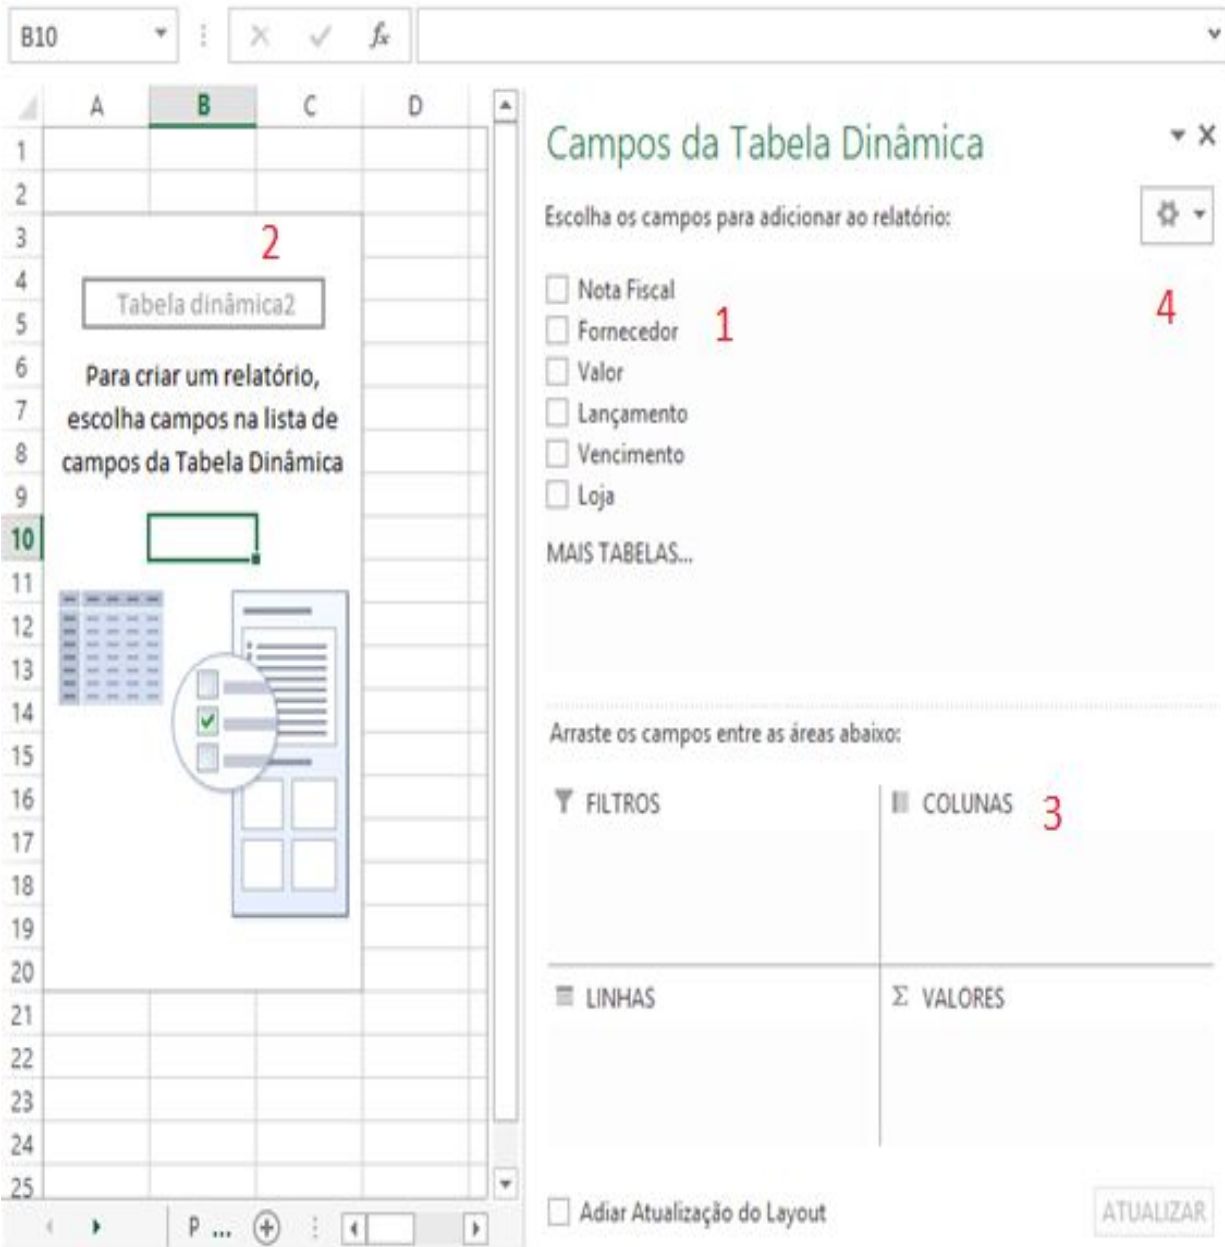 B10
fx
A B C D
1
2
3
2
4
Tabela dinâmica2
5
6
Para criar um relatório,
7
escolha campos na lista de
8
campos da Tabela Dinâmica
9
10
11
12
13
14
15
16
17
18
19
20
21
22
23
24
25
P ...
Campos da Tabela Dinâmica
Escolha os campos para adicionar ao relatório:
4
Nota Fiscal
Fornecedor
1
Valor
Lançamento
Vencimento
Loja
MAIS TABELAS...
Arraste os campos entre as áreas abaixo:
FILTROS
COLUNAS
3
LINHAS
Σ VALORES
Adiar Atualização do Layout
ATUALIZAR